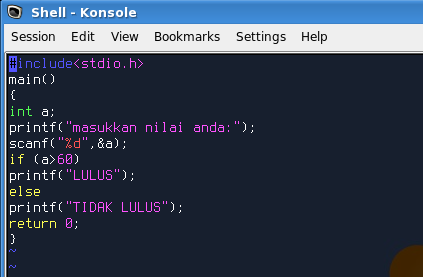 Shell - Konsole
Session Edit View Bookmarks Settings Help
#include<stdio.h>
main()
{
int a;
printf("masukkan nilai anda:");
scanf("%d",&a);
if (a>60)
printf("LULUS");
else
printf("TIDAK LULUS");
return 0;
}
~
~